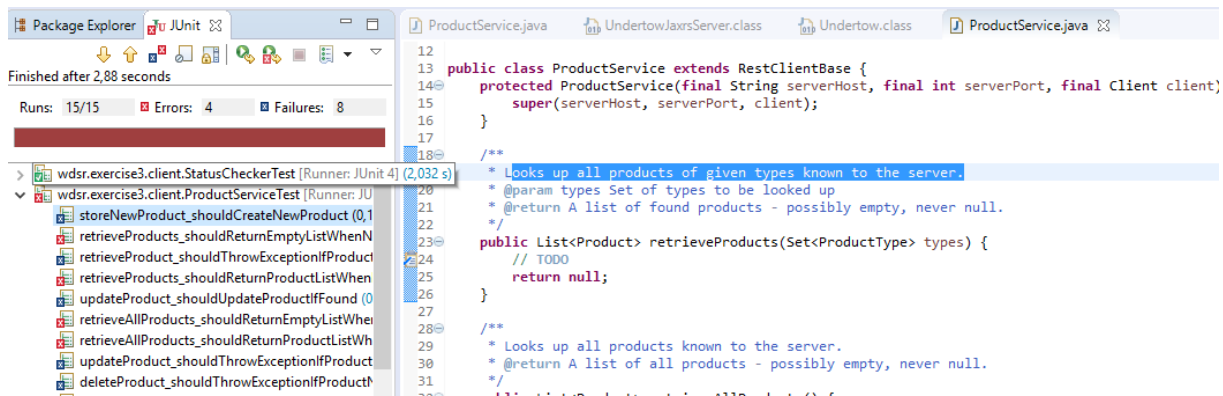 Package Explorer JUnit
Finished after 2,88 seconds
Runs: 15/15 Errors: 4 Failures: 8
wdsr.exercise3.client.StatusCheckerTest [Runner: JUnit 4] (2,032 s)
wdsr.exercise3.client.ProductServiceTest [Runner: JU
storeNewProduct_shouldCreateNewProduct (0,1
retrieveProducts_shouldReturnEmptyListWhenN
retrieveProducts_shouldThrowExceptionIfProduct
retrieveProducts_shouldReturnProductListWhen
updateProduct_shouldUpdateProductIfFound (0
retrieveAllProducts_shouldReturnEmptyListWher
retrieveAllProducts_shouldReturnProductListWh
updateProduct_shouldThrowExceptionIfProduct
deleteProduct_shouldThrowExceptionIfProductN
ProductService.java UndertowJaxrsServer.class Undertow.class ProductService.java
12
13 public class ProductService extends RestClientBase {
14 protected ProductService(final String serverHost, final int serverPort, final Client client)
15 super(serverHost, serverPort, client);
16 }
17
18 /**
* Looks up all products of given types known to the server.
20 * @param types Set of types to be looked up
21 * @return A list of found products - possibly empty, never null.
22 */
23 public List<Product> retrieveProducts(Set<ProductType> types) {
24 // TODO
25 return null;
26 }
27
28 /**
29 * Looks up all products known to the server.
30 * @return A list of all products - possibly empty, never null.
31 */